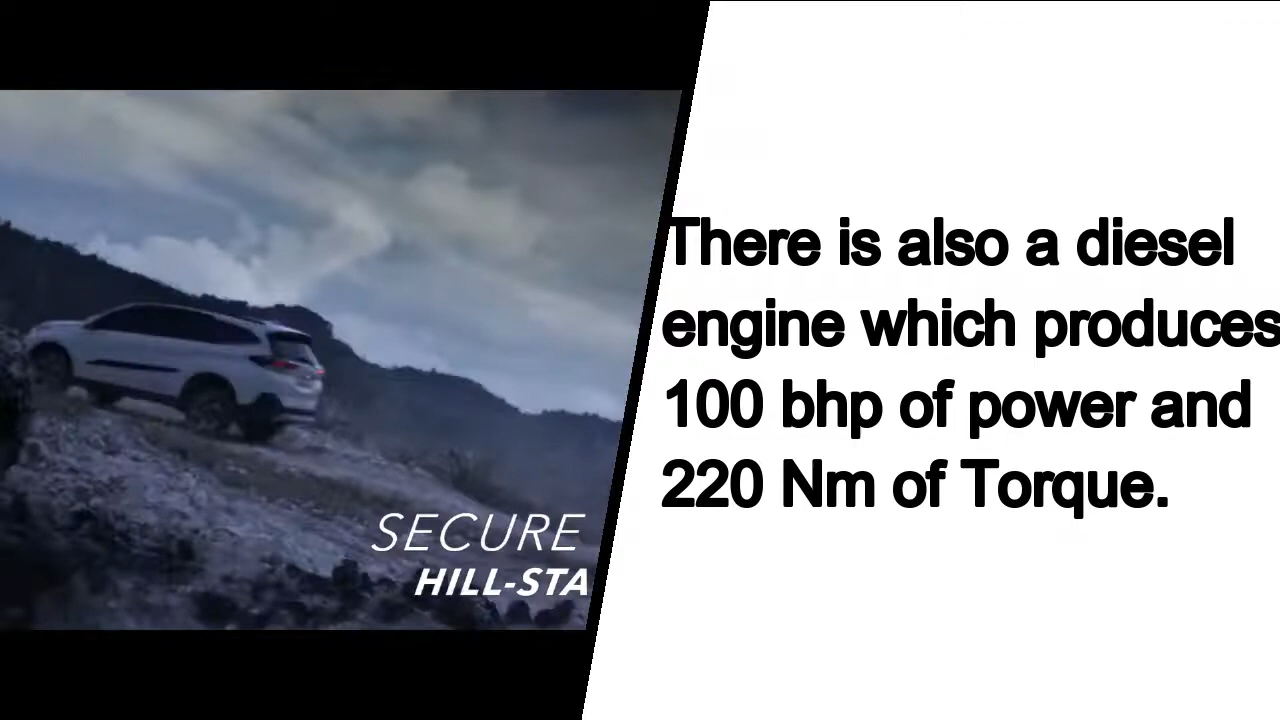 SECURE
HILL-STA
There is also a diesel
engine which produces
100 bhp of power and
220 Nm of Torque.